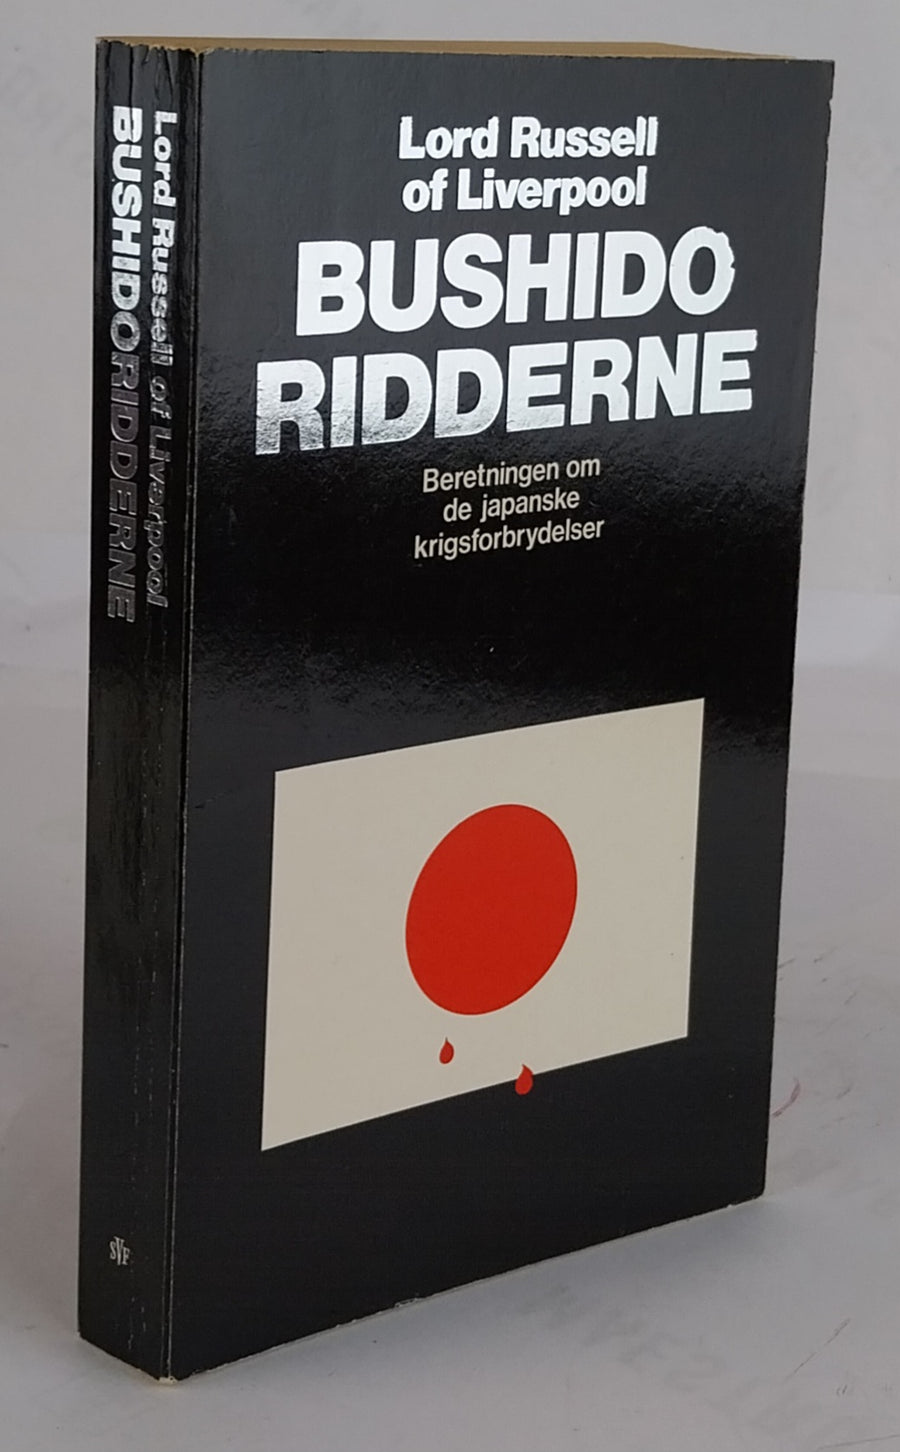 Lord Russell
of Liverpool
BUSHIDO
RIDDERNE
Beretningen om
de japanske
krigsforbrydelser
Lord Russell of Liverpool
BUSHIDORIDDERNE
SVF